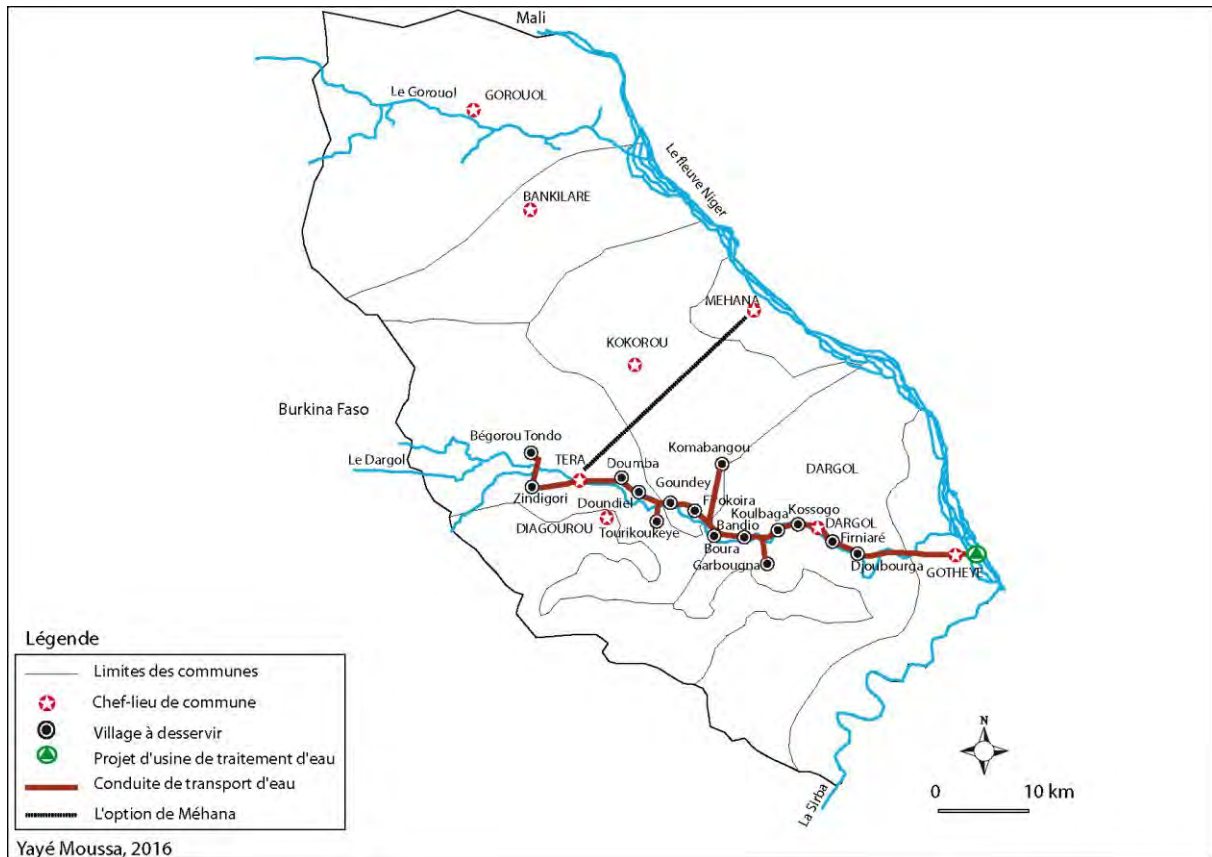 Mali
Le Gorouol
GOROUOL
Le fleuve Niger
BANKILARE
MEHANA
KOKOROU
Burkina Faso
Bégorou Tondo
Komabangou
Le Dargol
TERA
Doumba
DARGOL
Goundey
Zindigori
Doundiel
Koulbaga
Kossogo
DIAGOUROU
Tourikoukeye
Bandio
DARGOL
Firniaré
Boura
Djoubourga
Garbougna
GOTHEYE
Légende
Limites des communes
Chef-lieu de commune
Village à desservir
Projet d'usine de traitement d'eau
Conduite de transport d'eau
L'option de Méhana
N
0 10 km
La Sirba
Yayé Moussa, 2016